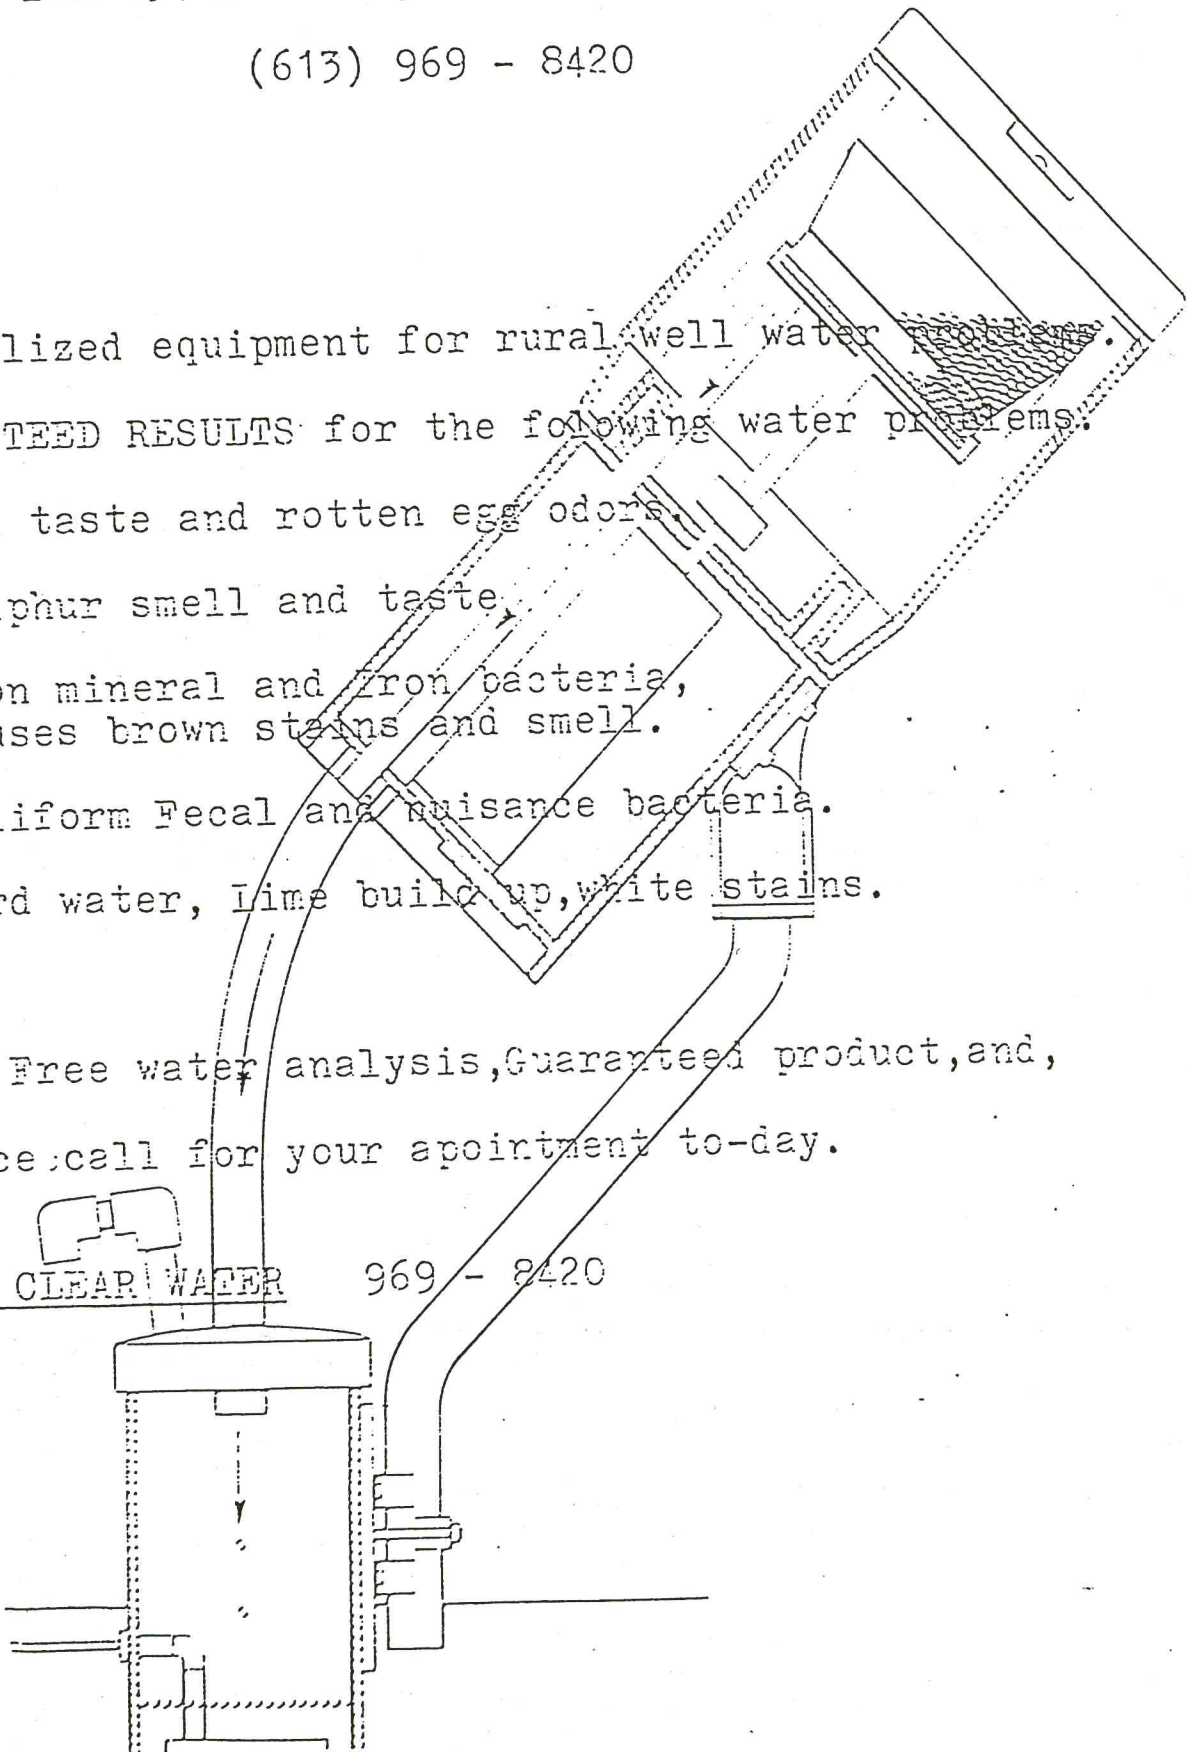 (613) 969 - 8420
lized equipment for rural well water problems.
TEED RESULTS for the following water problems.
taste and rotten egg odors.
phur smell and taste
on mineral and Iron bacteria,
uses brown stains and smell.
liform Fecal and nuisance bacteria.
rd water, Lime build up,white stains.
Free water analysis,Guaranteed product,and,
ce:call for your apointment to-day.
CLEAR WATER 969 - 8420